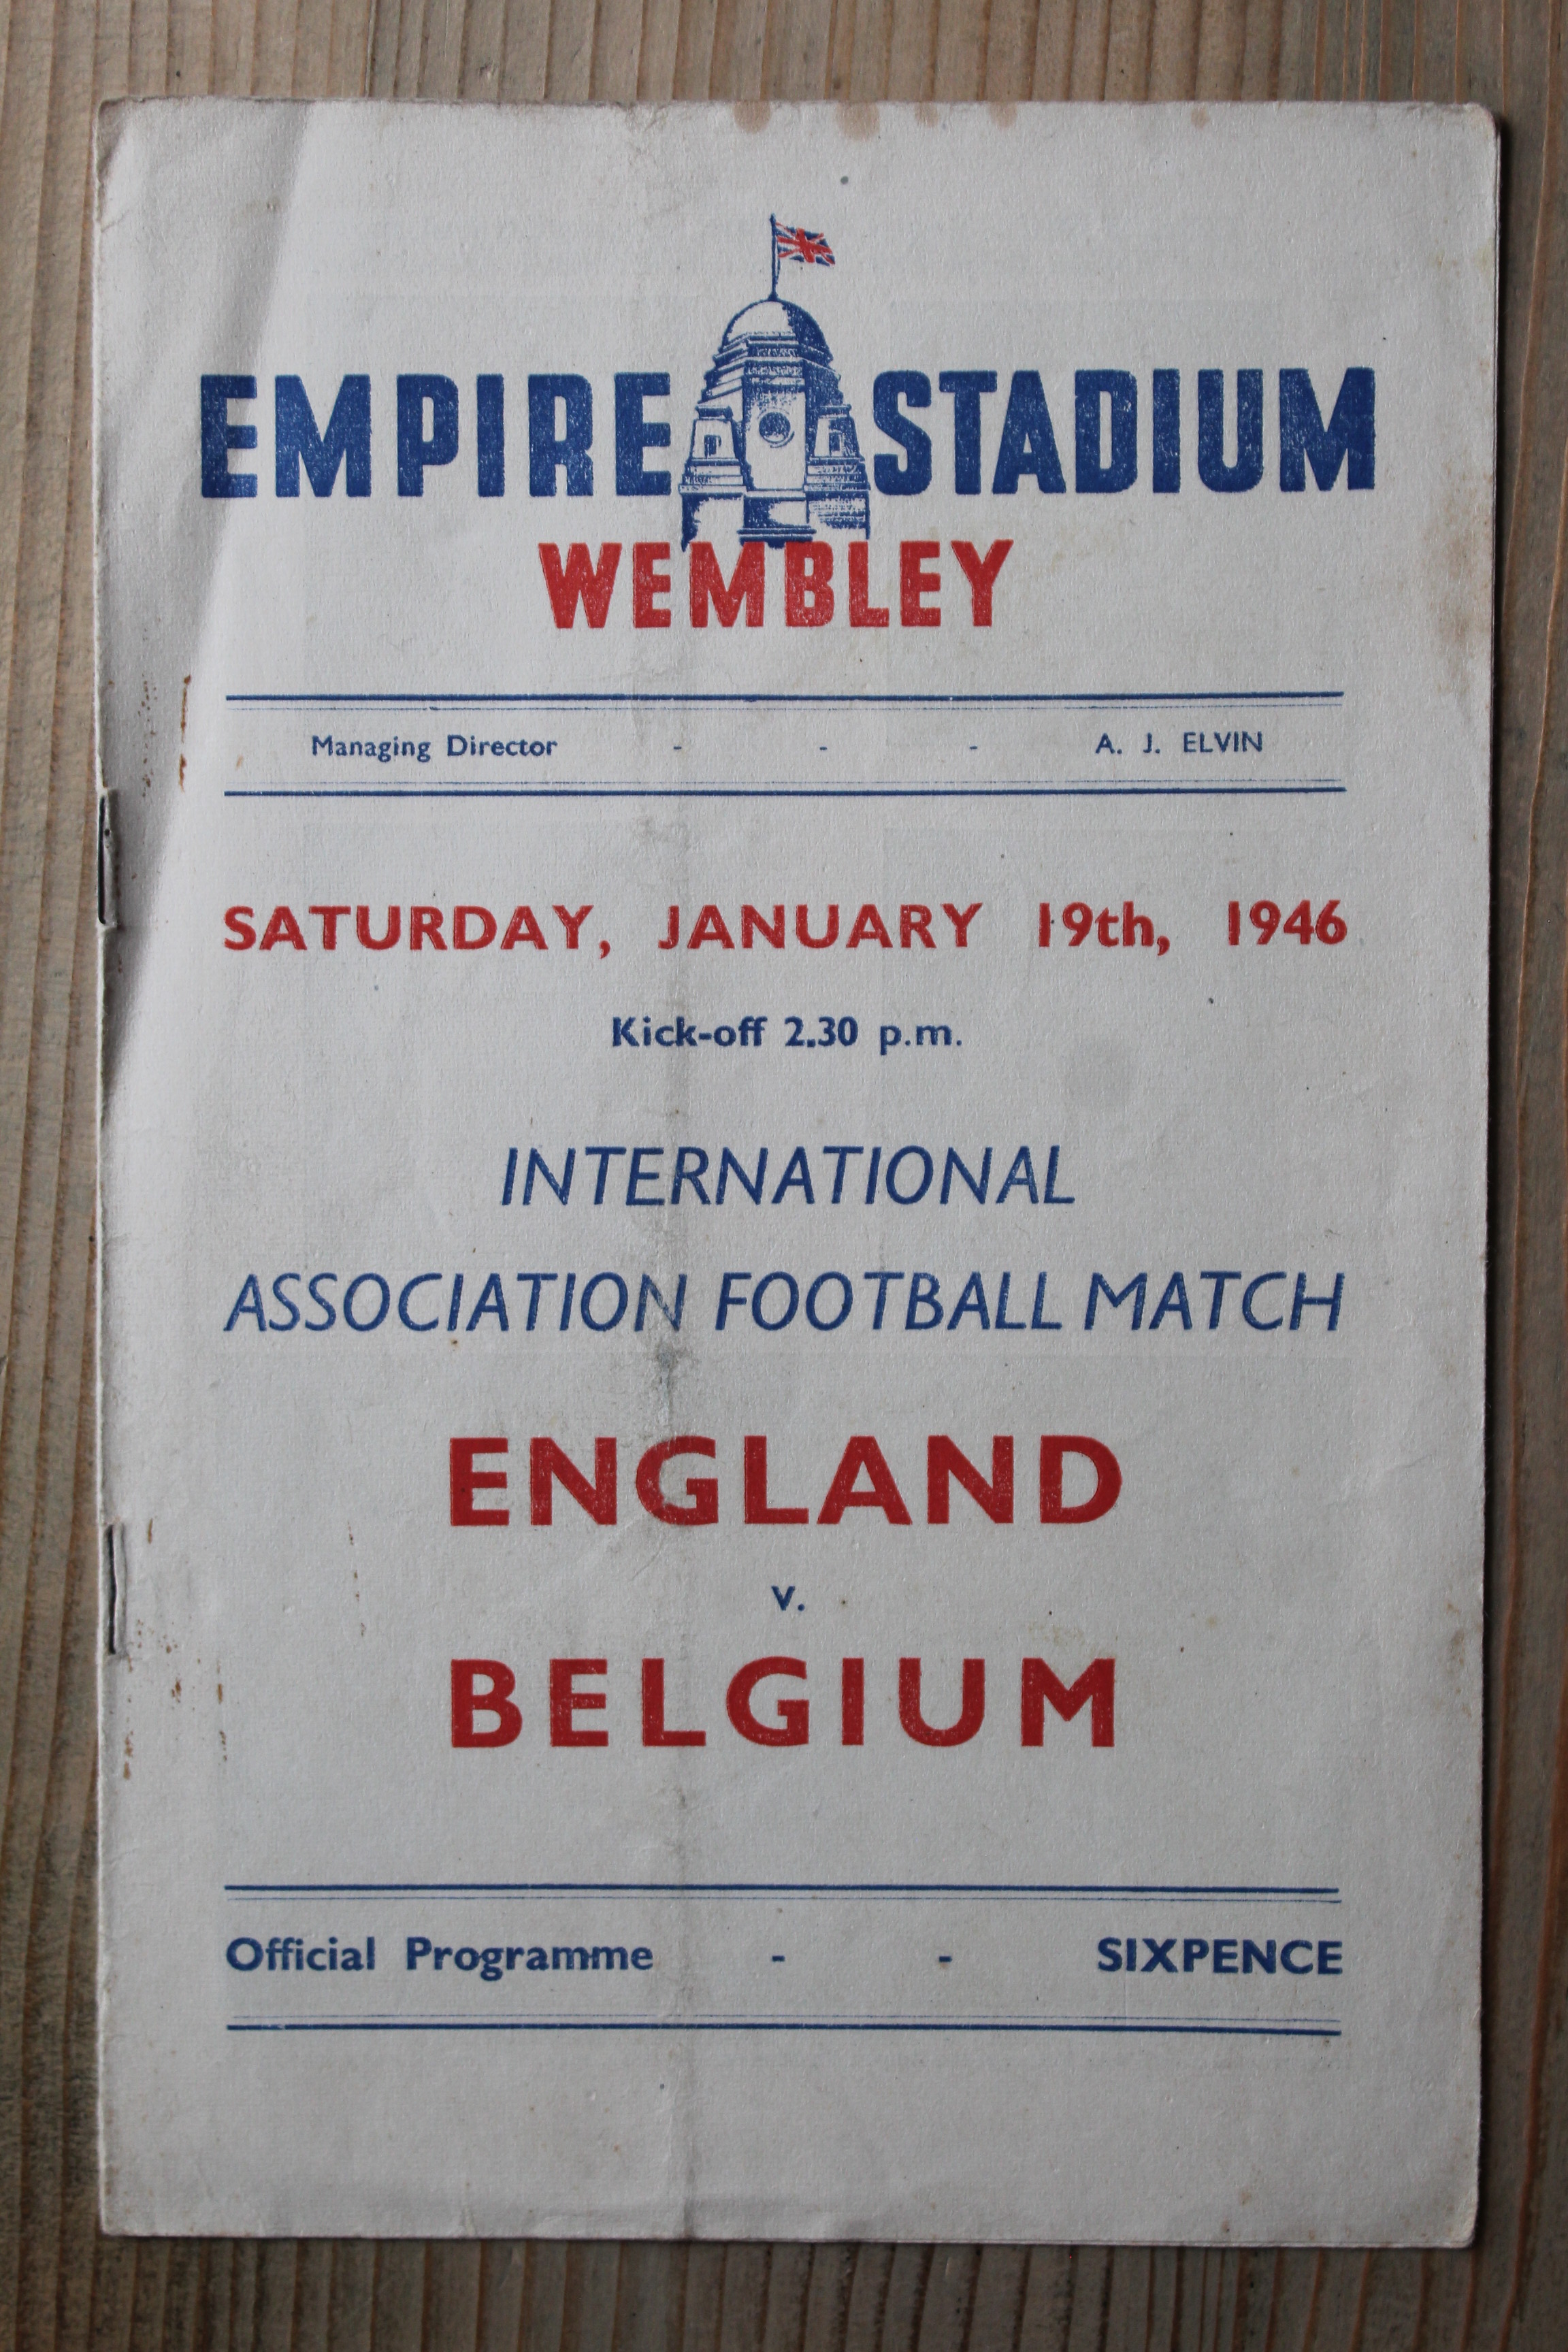 EMPIRE STADIUM
WEMBLEY
Managing Director - - - A. J. ELVIN
SATURDAY, JANUARY 19th, 1946
Kick-off 2.30 p.m.
INTERNATIONAL
ASSOCIATION FOOTBALL MATCH
ENGLAND
v.
BELGIUM
Official Programme - - SIXPENCE